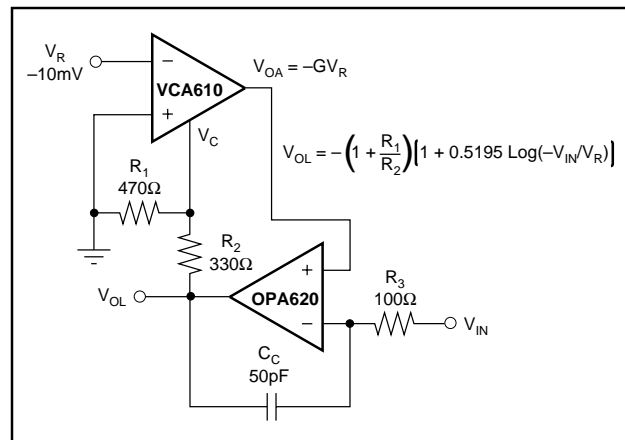 V_R
–10mV
–
VCA610
+
V_OA = –GV_R
V_C
V_OL = –(1 + R_1/R_2)[1 + 0.5195 Log(–V_IN/V_R)]
R_1
470Ω
R_2
330Ω
+
OPA620
–
V_OL
R_3
100Ω
V_IN
C_C
50pF